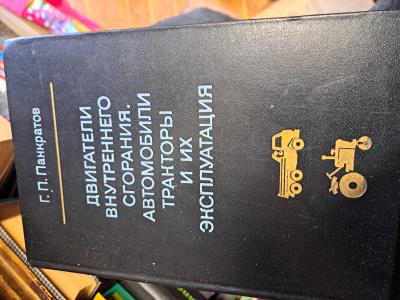 Г. П. Панкратов
ДВИГАТЕЛИ
ВНУТРЕННЕГО
СГОРАНИЯ.
АВТОМОБИЛИ
ТРАКТОРЫ
И ИХ
ЭКСПЛУАТАЦИЯ